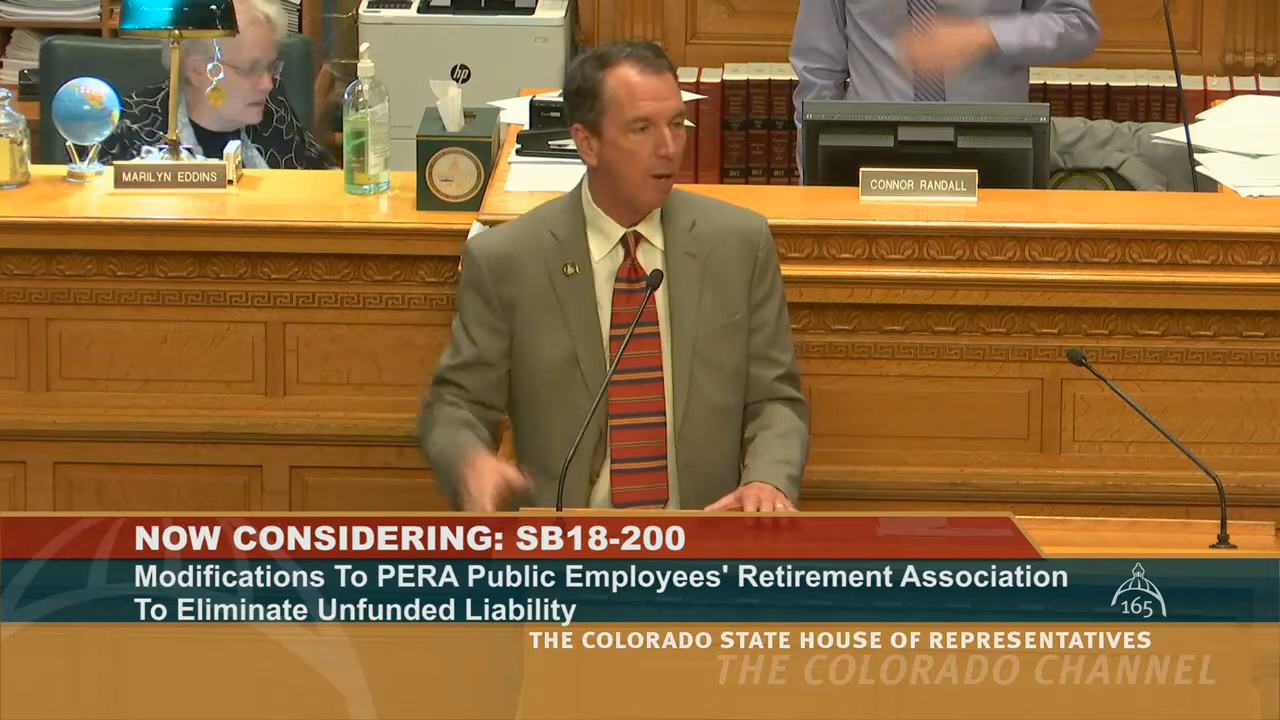 hp
MARILYN EDDINS
CONNOR RANDALL
NOW CONSIDERING: SB18-200
Modifications To PERA Public Employees' Retirement Association
To Eliminate Unfunded Liability
165
THE COLORADO STATE HOUSE OF REPRESENTATIVES
THE COLORADO CHANNEL